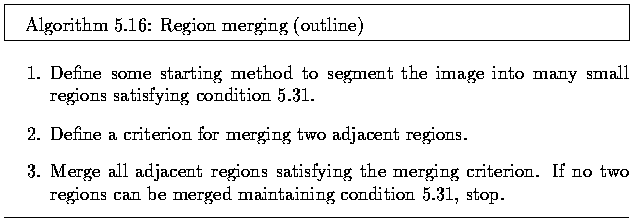 Algorithm 5.16: Region merging (outline)
1. Define some starting method to segment the image into many small
regions satisfying condition 5.31.
2. Define a criterion for merging two adjacent regions.
3. Merge all adjacent regions satisfying the merging criterion. If no two
regions can be merged maintaining condition 5.31, stop.